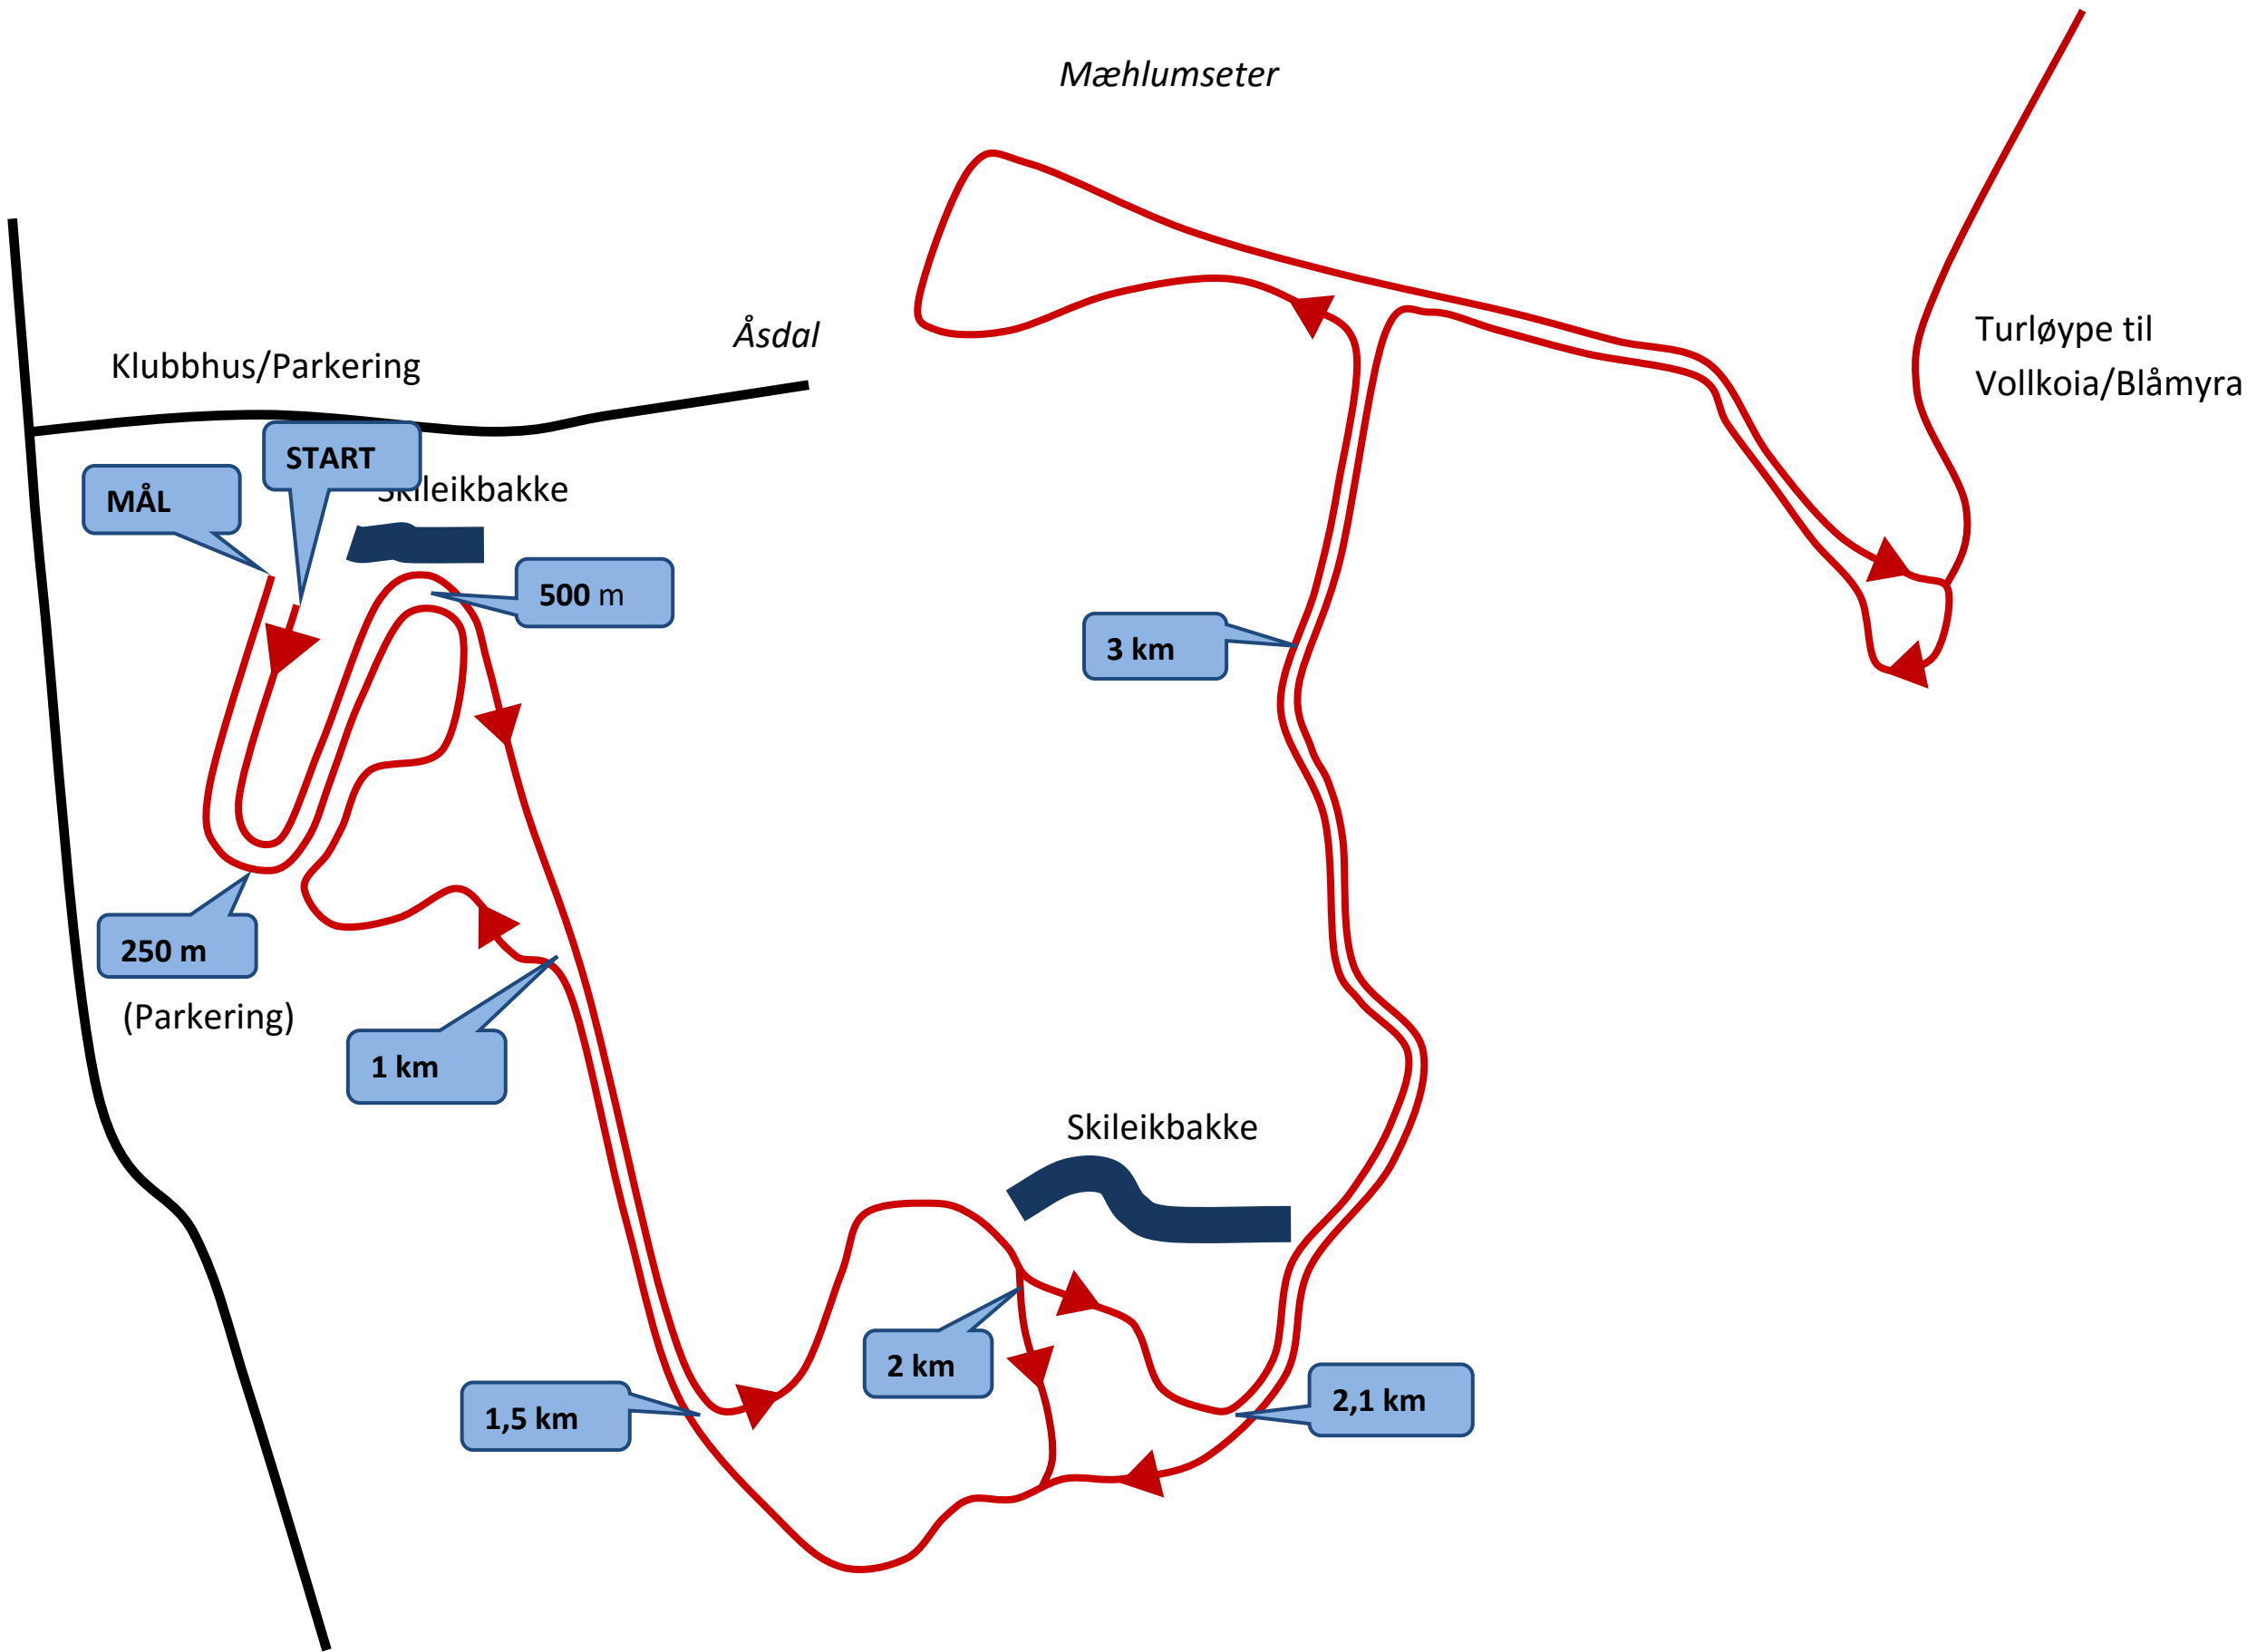 Mæhlumseter
Åsdal
Klubbhus/Parkering
Turløype til
Vollkoia/Blåmyra
START
Skileikbakke
MÅL
500 m
3 km
250 m
(Parkering)
1 km
Skileikbakke
2 km
1,5 km
2,1 km